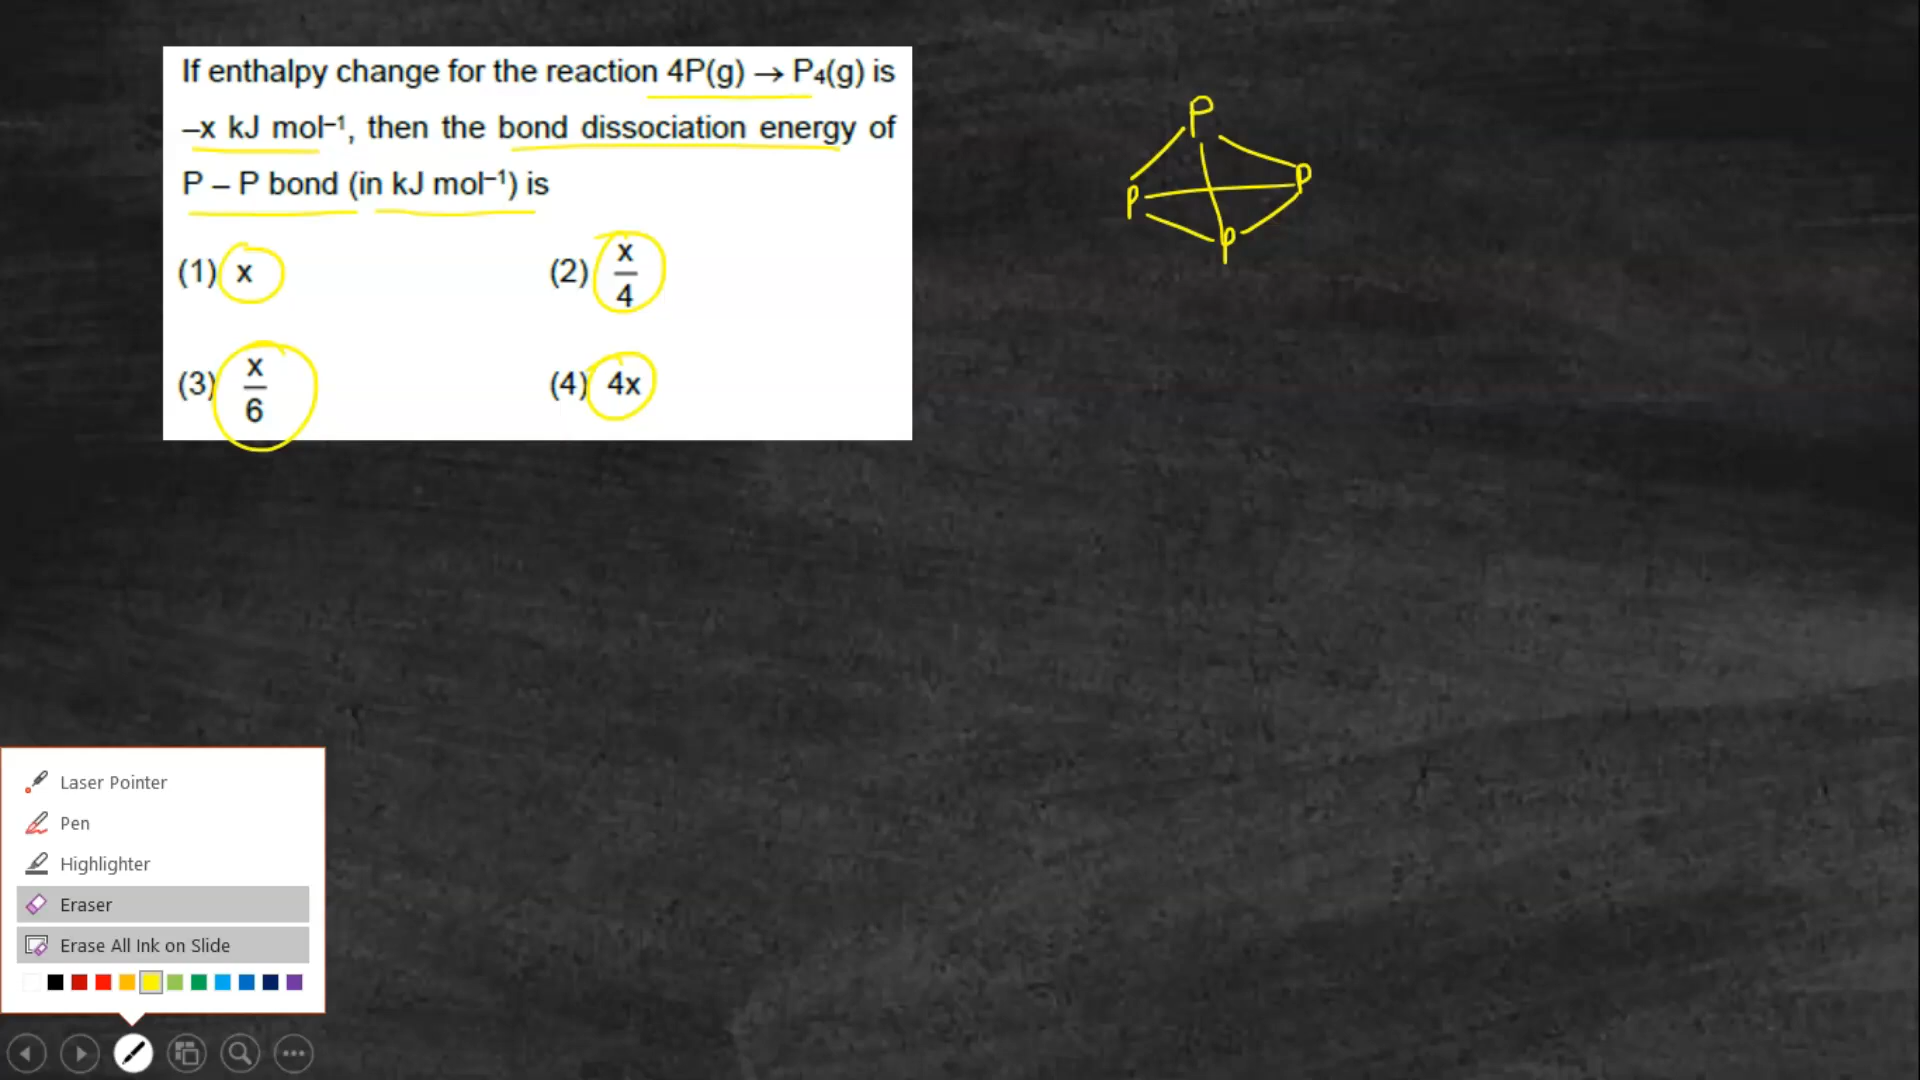 If enthalpy change for the reaction 4P(g) → P₄(g) is
–x kJ mol⁻¹, then the bond dissociation energy of
P – P bond (in kJ mol⁻¹) is
(1) x
(2) x/4
(3) x/6
(4) 4x
P
P
P
P
Laser Pointer
Pen
Highlighter
Eraser
Erase All Ink on Slide